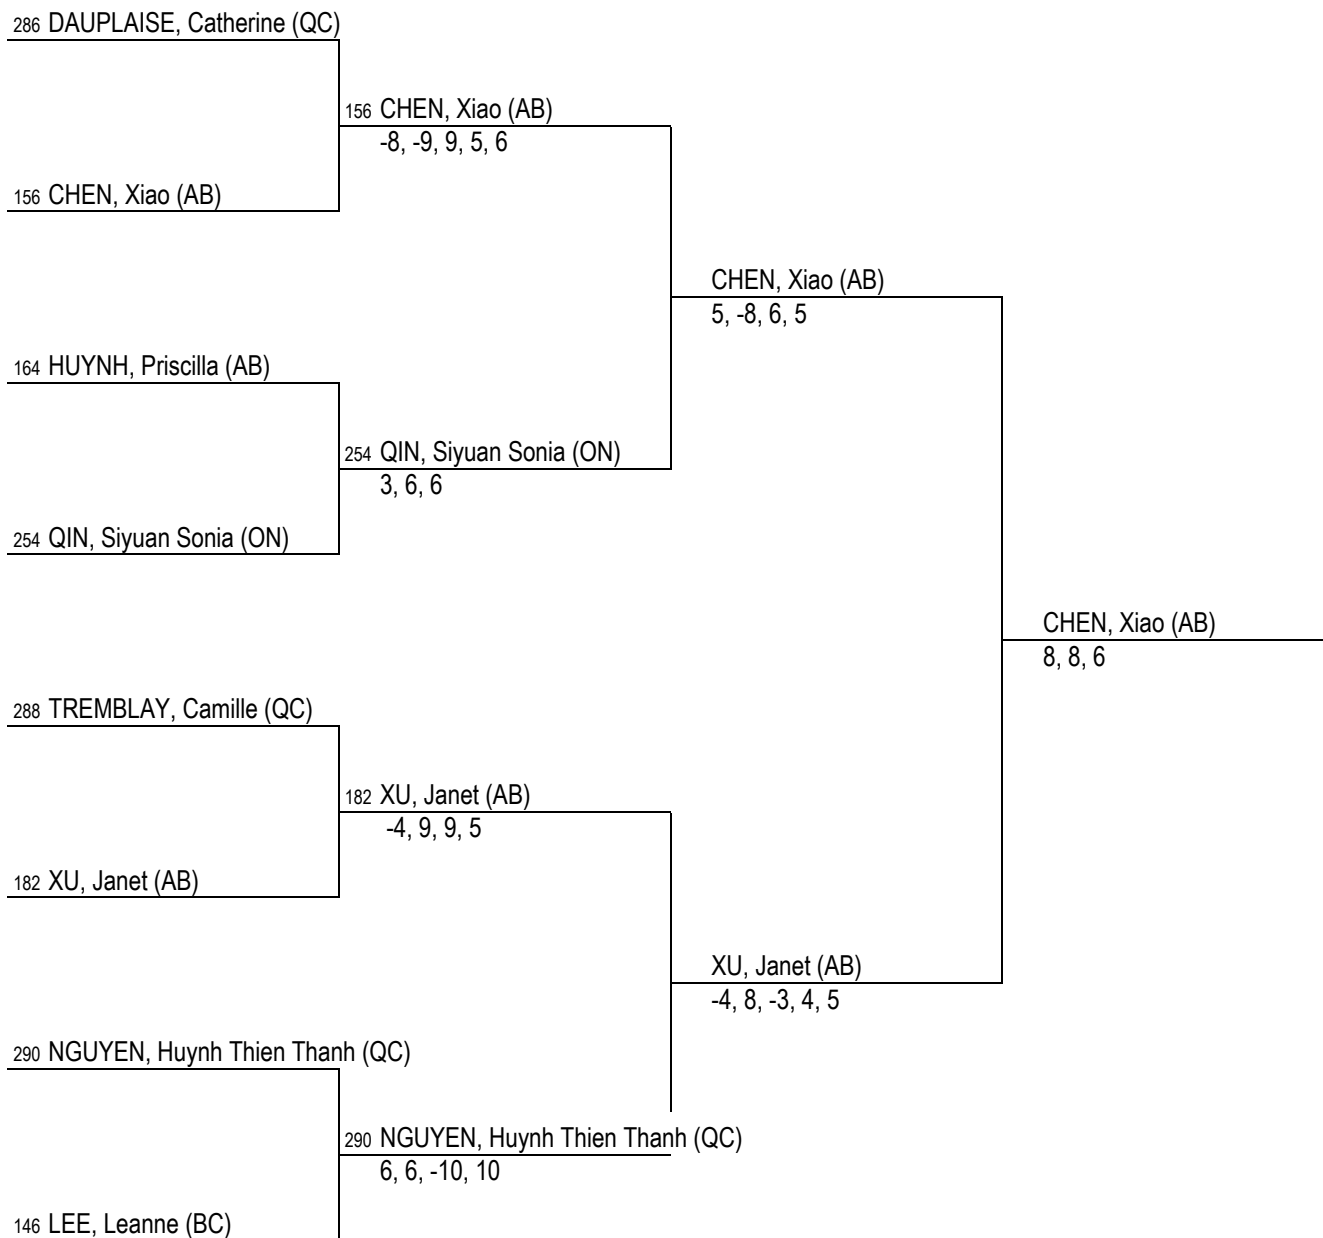 286 DAUPLAISE, Catherine (QC)
156 CHEN, Xiao (AB)
-8, -9, 9, 5, 6
156 CHEN, Xiao (AB)
CHEN, Xiao (AB)
5, -8, 6, 5
164 HUYNH, Priscilla (AB)
254 QIN, Siyuan Sonia (ON)
3, 6, 6
254 QIN, Siyuan Sonia (ON)
CHEN, Xiao (AB)
8, 8, 6
288 TREMBLAY, Camille (QC)
182 XU, Janet (AB)
-4, 9, 9, 5
182 XU, Janet (AB)
XU, Janet (AB)
-4, 8, -3, 4, 5
290 NGUYEN, Huynh Thien Thanh (QC)
290 NGUYEN, Huynh Thien Thanh (QC)
6, 6, -10, 10
146 LEE, Leanne (BC)